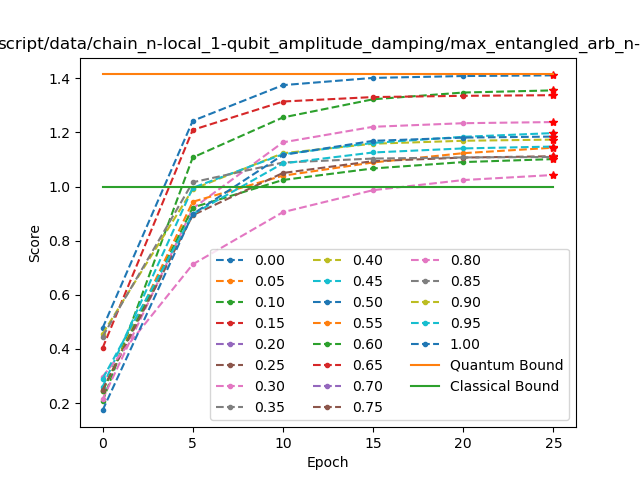 script/data/chain_n-local_1-qubit_amplitude_damping/max_entangled_arb_n-
Score
1.4
1.2
1.0
0.8
0.6
0.4
0.2
0.00 0.40 0.80
0.05 0.45 0.85
0.10 0.50 0.90
0.15 0.55 0.95
0.20 0.60 1.00
0.25 0.65 Quantum Bound
0.30 0.70 Classical Bound
0.35 0.75
0 5 10 15 20 25
Epoch